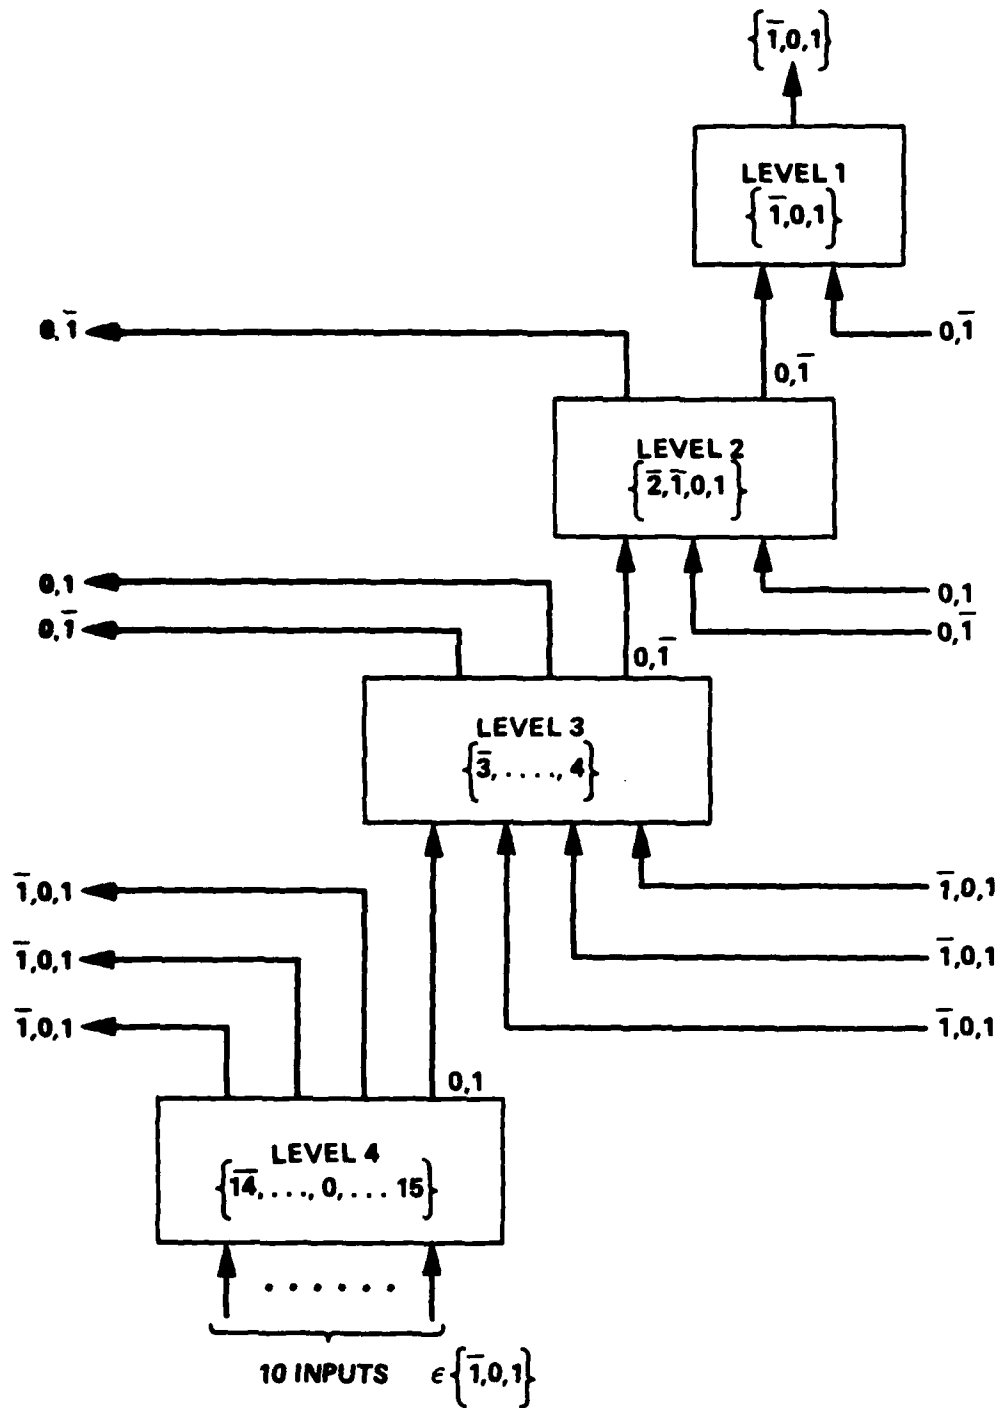 {1̅,0,1}
LEVEL 1
{1̅,0,1}
0,1̅
0,1̅
0,1̅
LEVEL 2
{2̅,1̅,0,1}
0,1
0,1
0,1̅
0,1̅
0,1̅
LEVEL 3
{3̅, . . . ., 4}
1̅,0,1
1̅,0,1
1̅,0,1
1̅,0,1
1̅,0,1
1̅,0,1
0,1
LEVEL 4
{1̅4̅, . . ., 0, . . . 15}
. . . . . .
10 INPUTS ϵ {1̅,0,1}